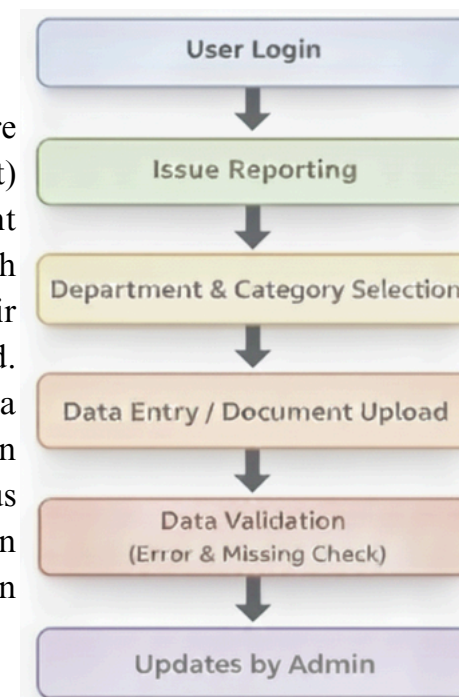 User Login
Issue Reporting
Department & Category Selection
Data Entry / Document Upload
Data Validation
(Error & Missing Check)
Updates by Admin